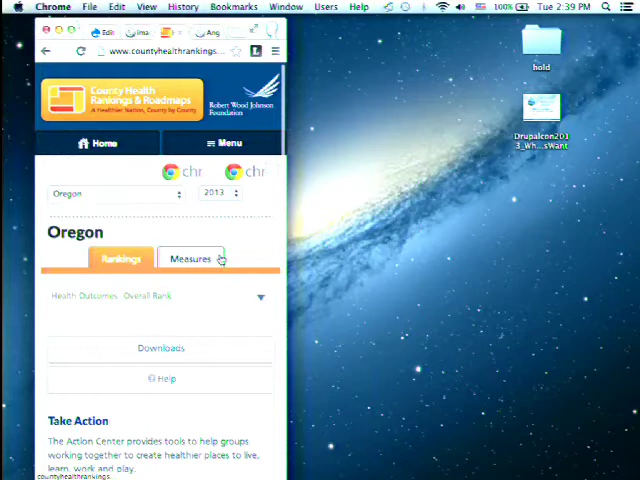 Chrome File Edit View History Bookmarks Window Users Help 100% Tue 2:39 PM
Edit ima Ang
www.countyhealthrankings...
County Health
Rankings & Roadmaps
A Healthier Nation, County by County
Robert Wood Johnson
Foundation
Home Menu
chr chr
Oregon 2013
Oregon
Rankings Measures
Health Outcomes Overall Rank
Downloads
Help
Take Action
The Action Center provides tools to help groups
working together to create healthier places to live,
learn, work and play.
countyhealthrankings
hold
Drupalcon201
3_Wh...sWant